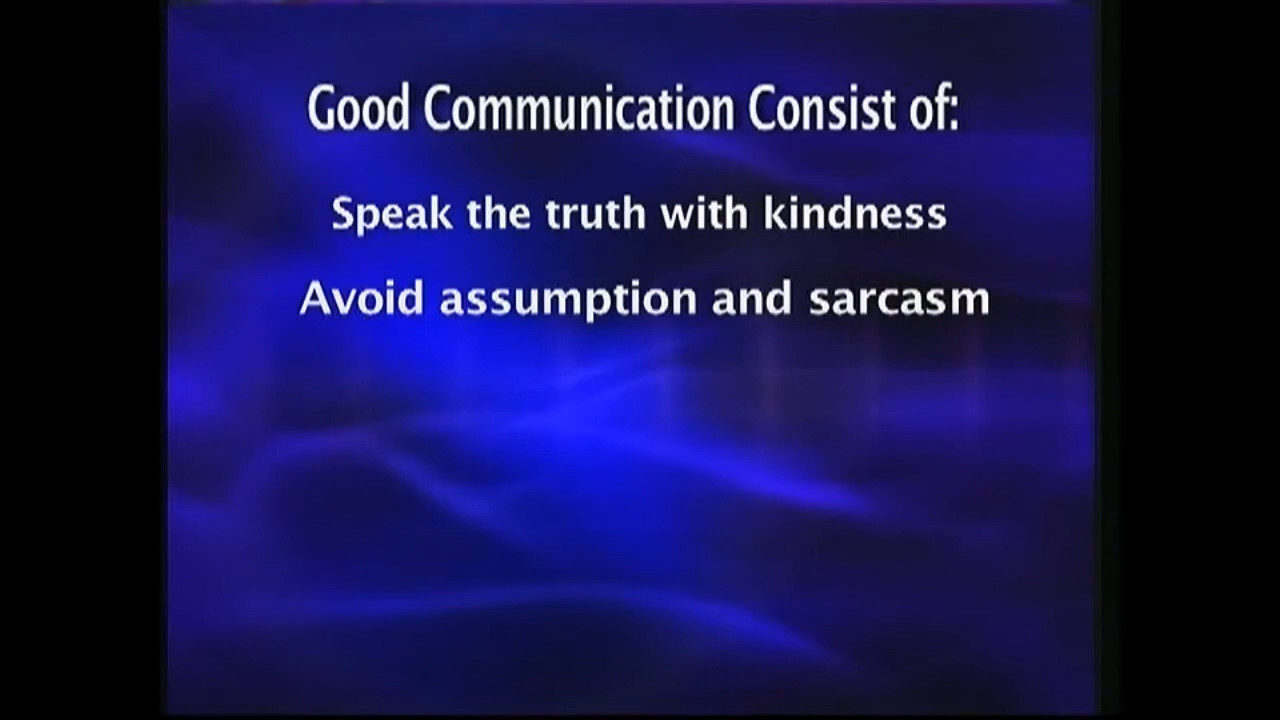 Good Communication Consist of:
Speak the truth with kindness
Avoid assumption and sarcasm